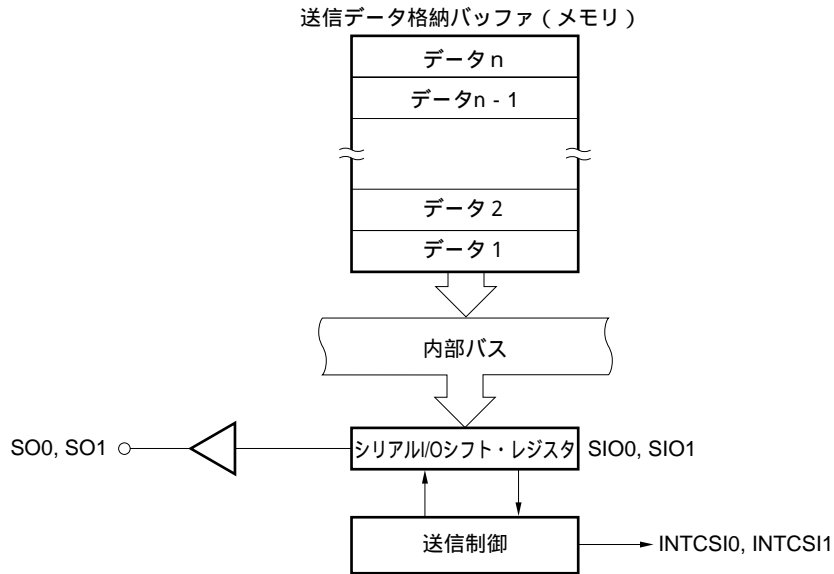 送信データ格納バッファ(メモリ)
データn
データn - 1
データ2
データ1
内部バス
SO0, SO1
シリアルI/Oシフト・レジスタ
SIO0, SIO1
送信制御
INTCSI0, INTCSI1